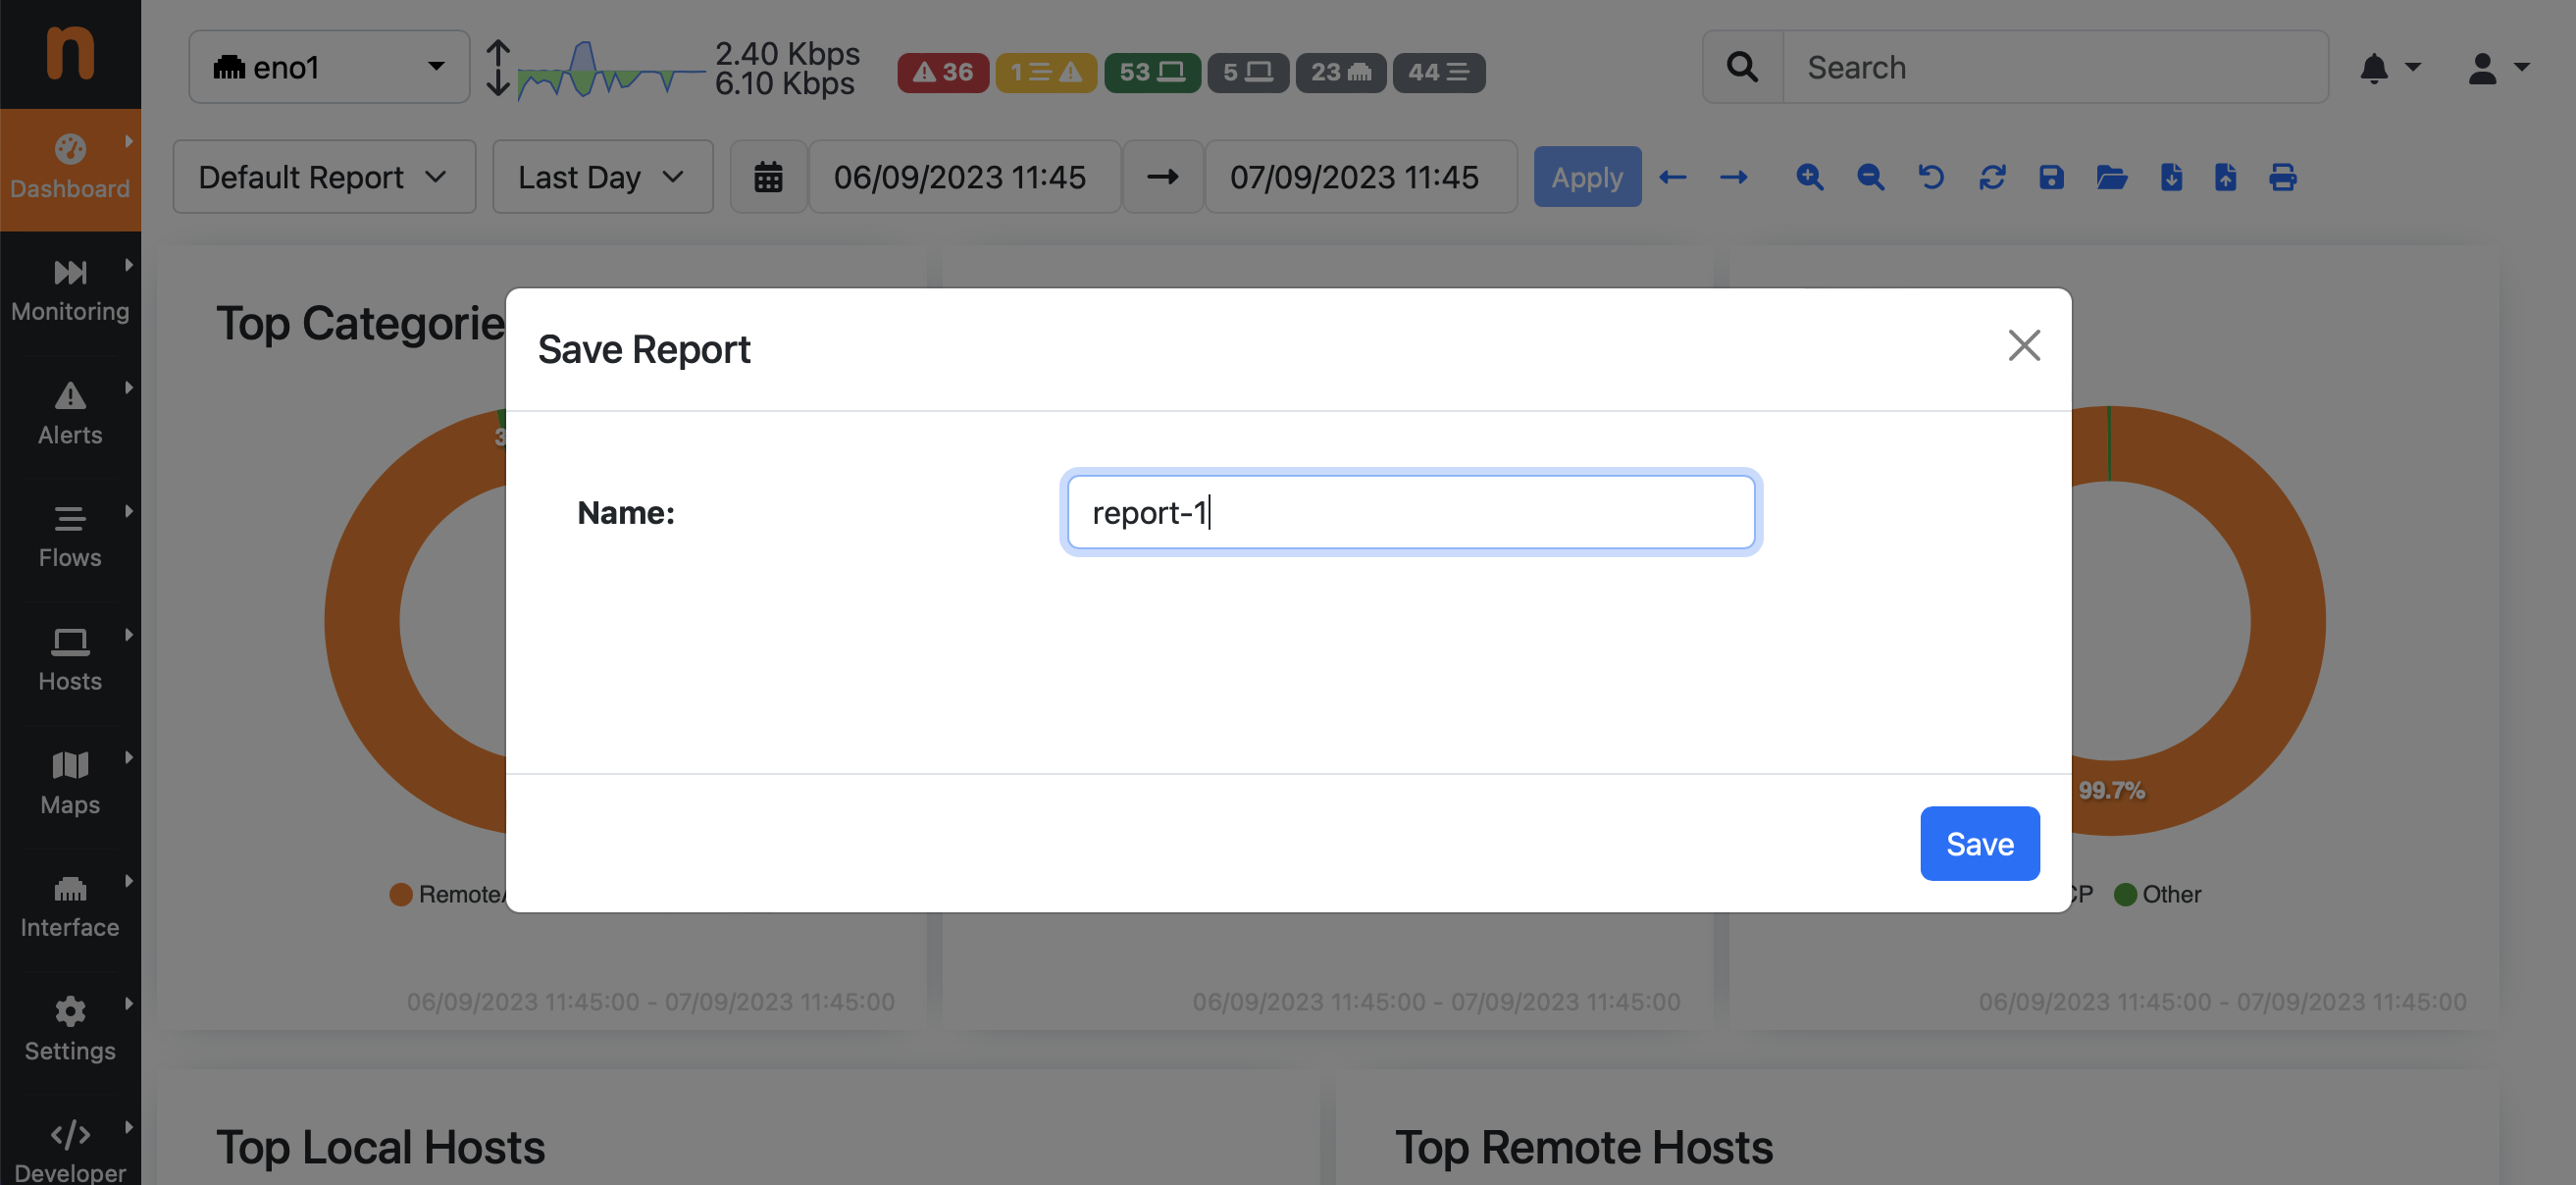 n
eno1
2.40 Kbps
6.10 Kbps
36
1
53
5
23
44
Search
Default Report
Last Day
06/09/2023 11:45
07/09/2023 11:45
Apply
Dashboard
Monitoring
Alerts
Flows
Hosts
Maps
Interface
Settings
Developer
Top Categorie
3
RemoteA
06/09/2023 11:45:00 - 07/09/2023 11:45:00
06/09/2023 11:45:00 - 07/09/2023 11:45:00
99.7%
CP
Other
06/09/2023 11:45:00 - 07/09/2023 11:45:00
Save Report
Name:
report-1
Save
Top Local Hosts
Top Remote Hosts